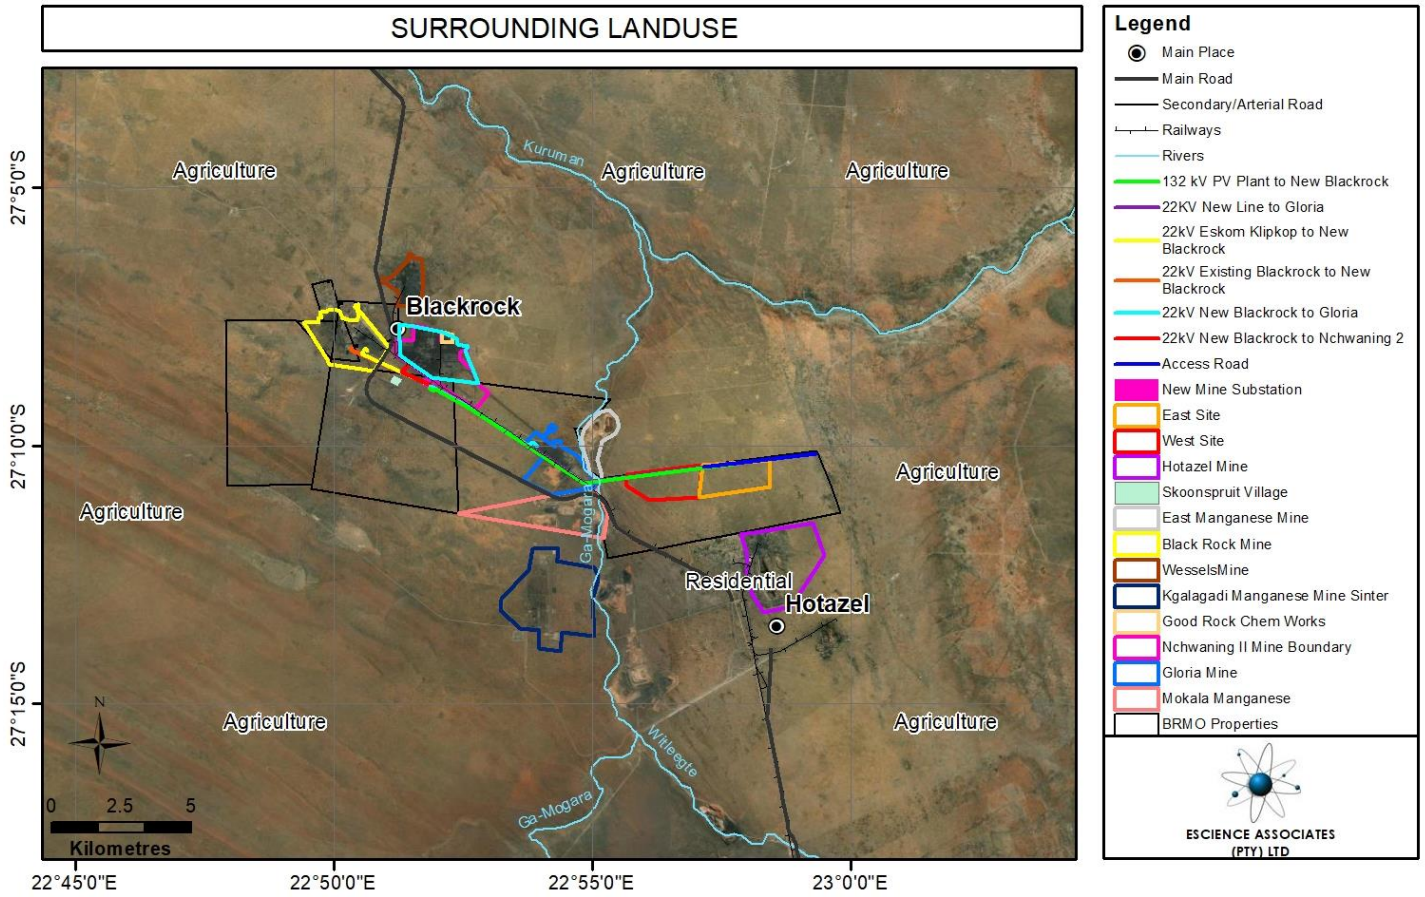 SURROUNDING LANDUSE
Agriculture
Agriculture
Agriculture
Kuruman
Blackrock
Agriculture
Agriculture
Ga-Mogara
Residential
Hotazel
Agriculture
Agriculture
Witleegte
Ga-Mogara
N
0 2.5 5
Kilometres
27°5'0"S
27°10'0"S
27°15'0"S
22°45'0"E
22°50'0"E
22°55'0"E
23°0'0"E
Legend
Main Place
Main Road
Secondary/Arterial Road
Railways
Rivers
132 kV PV Plant to New Blackrock
22KV New Line to Gloria
22kV Eskom Klipkop to New
Blackrock
22kV Existing Blackrock to New
Blackrock
22kV New Blackrock to Gloria
22kV New Blackrock to Nchwaning 2
Access Road
New Mine Substation
East Site
West Site
Hotazel Mine
Skoonspruit Village
East Manganese Mine
Black Rock Mine
WesselsMine
Kgalagadi Manganese Mine Sinter
Good Rock Chem Works
Nchwaning II Mine Boundary
Gloria Mine
Mokala Manganese
BRMO Properties
ESCIENCE ASSOCIATES
(PTY) LTD